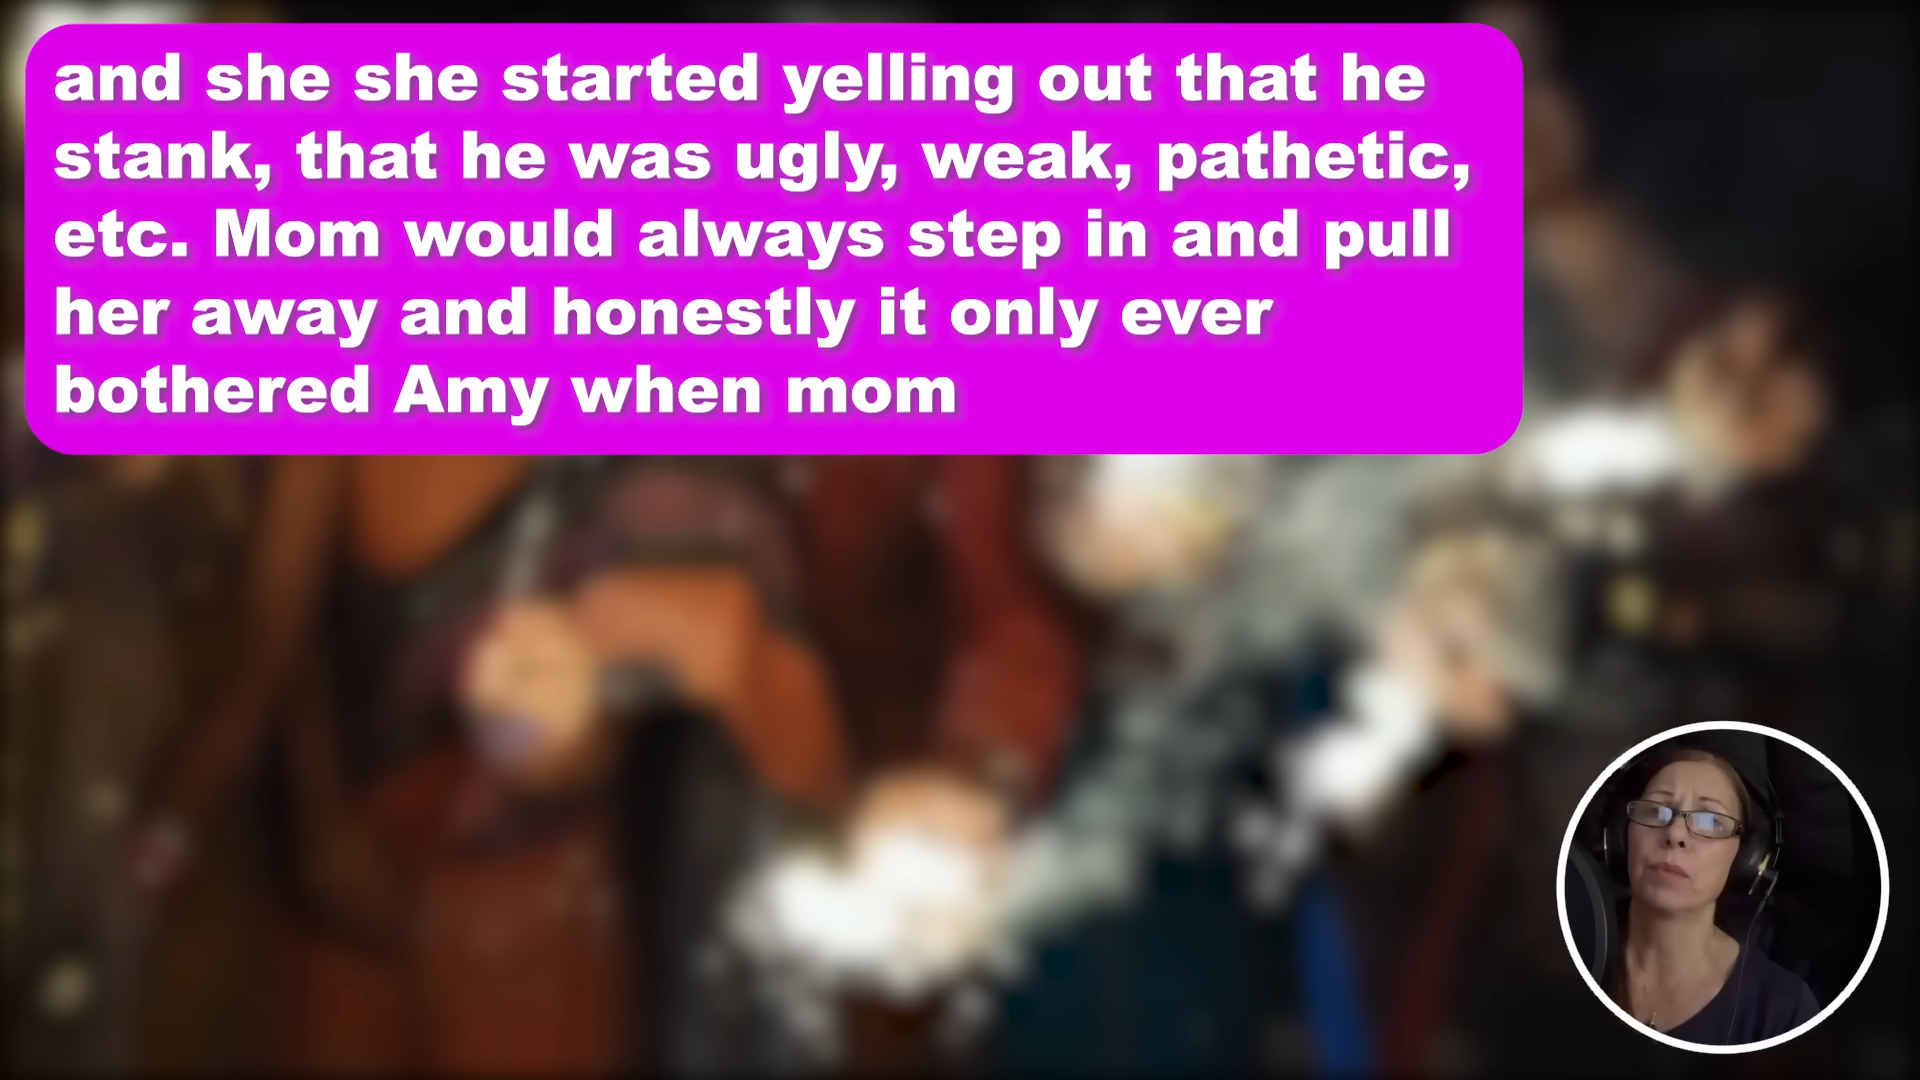 and she she started yelling out that he
stank, that he was ugly, weak, pathetic,
etc. Mom would always step in and pull
her away and honestly it only ever
bothered Amy when mom